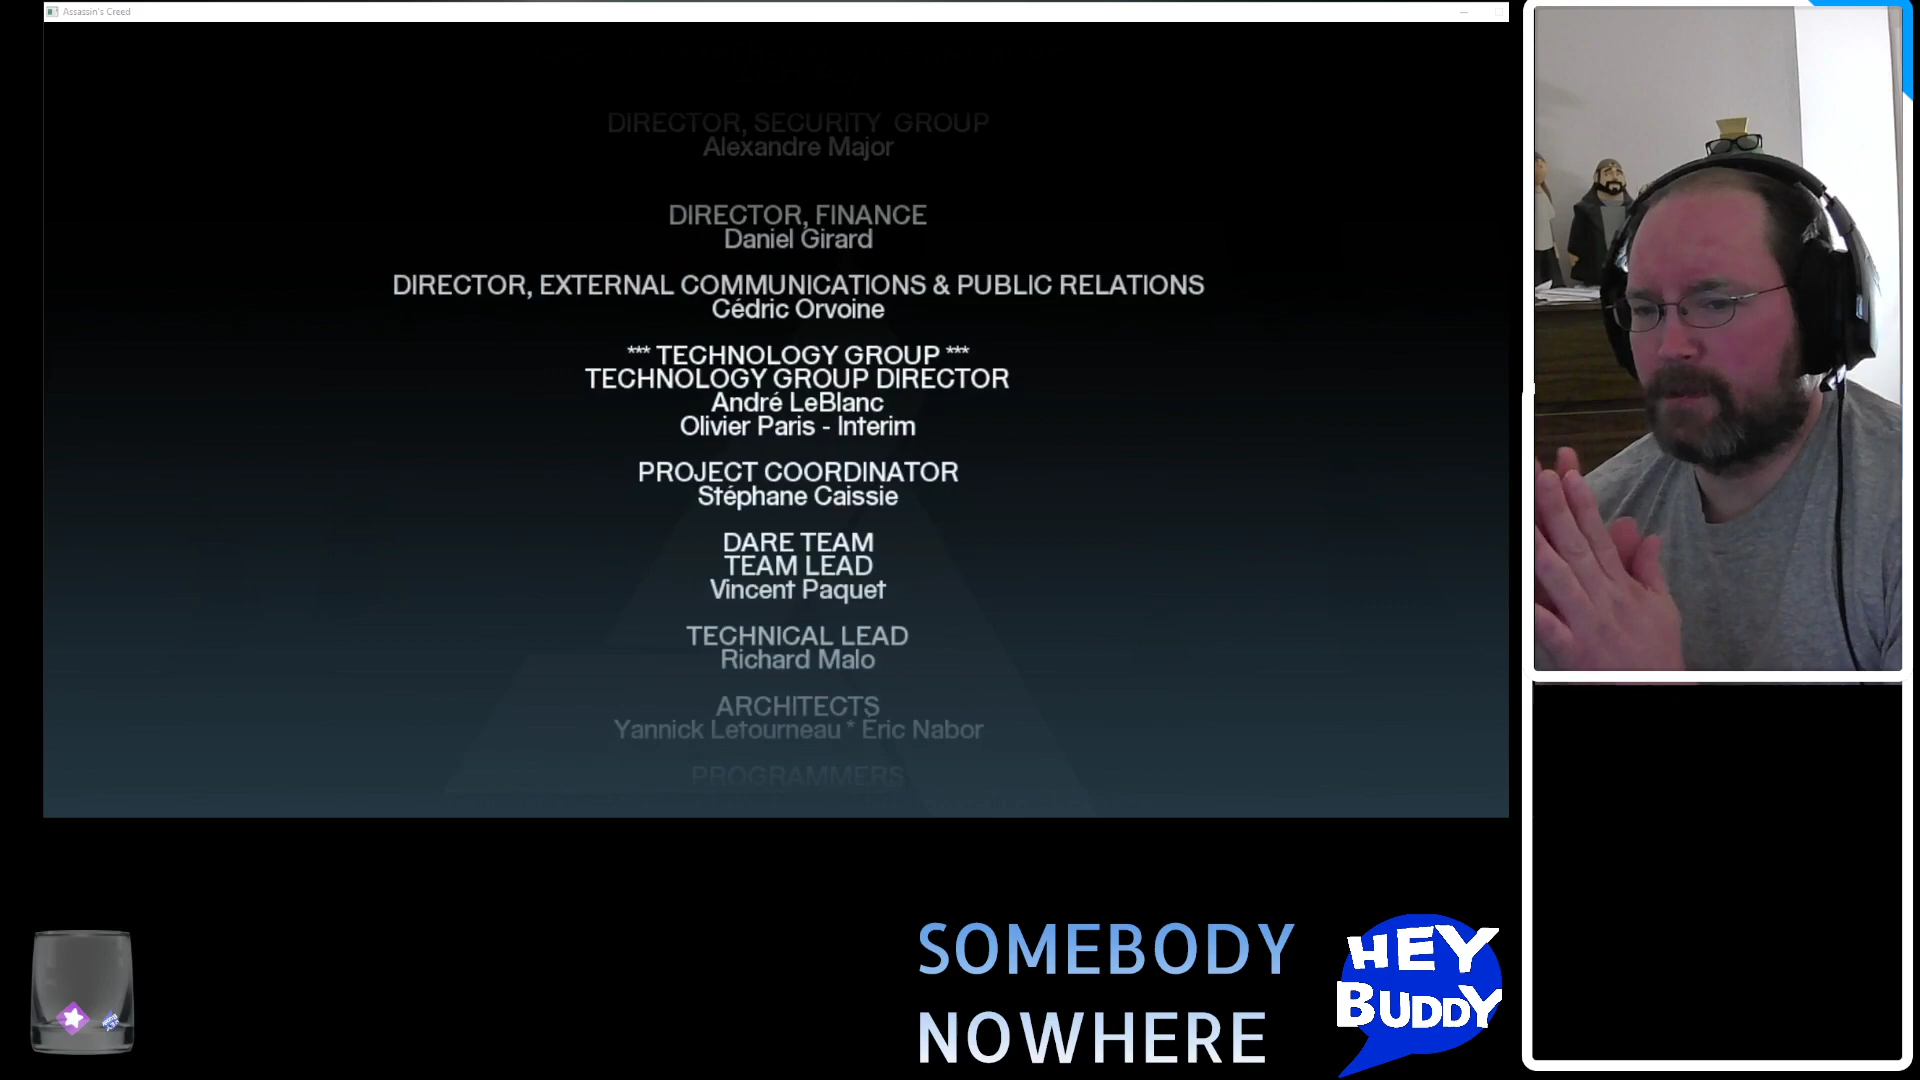 Assassin's Creed
DIRECTOR, SECURITY GROUP
Alexandre Major
DIRECTOR, FINANCE
Daniel Girard
DIRECTOR, EXTERNAL COMMUNICATIONS & PUBLIC RELATIONS
Cédric Orvoine
*** TECHNOLOGY GROUP ***
TECHNOLOGY GROUP DIRECTOR
André LeBlanc
Olivier Paris - Interim
PROJECT COORDINATOR
Stéphane Caissie
DARE TEAM
TEAM LEAD
Vincent Paquet
TECHNICAL LEAD
Richard Malo
ARCHITECTS
Yannick Letourneau * Eric Nabor
PROGRAMMERS
SOMEBODY
NOWHERE
HEY
BUDDY